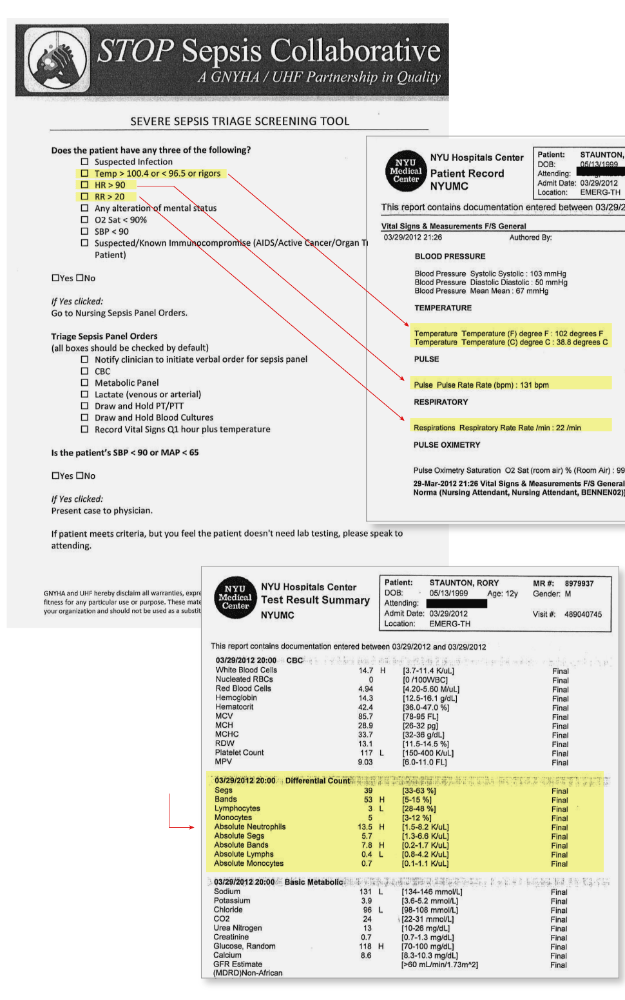 STOP Sepsis Collaborative
A GNYHA / UHF Partnership in Quality
SEVERE SEPSIS TRIAGE SCREENING TOOL
Does the patient have any three of the following?
☐ Suspected Infection
☐ Temp > 100.4 or < 96.5 or rigors
☐ HR > 90
☐ RR > 20
☐ Any alteration of mental status
☐ O2 Sat < 90%
☐ SBP < 90
☐ Suspected/Known Immunocompromise (AIDS/Active Cancer/Organ
Patient)
☐Yes ☐No
If Yes clicked:
Go to Nursing Sepsis Panel Orders.
Triage Sepsis Panel Orders
(all boxes should be checked by default)
☐ Notify clinician to initiate verbal order for sepsis panel
☐ CBC
☐ Metabolic Panel
☐ Lactate (venous or arterial)
☐ Draw and Hold PT/PTT
☐ Draw and Hold Blood Cultures
☐ Record Vital Signs Q1 hour plus temperature
Is the patient's SBP < 90 or MAP < 65
☐Yes ☐No
If Yes clicked:
Present case to physician.
If patient meets criteria, but you feel the patient doesn't need lab testing, please speak to
attending.
GNYHA and UHF hereby disclaim all warranties,
fitness for any particular use or purpose. These
your organization and should not be used as a
NYU
Medical
Center
NYU Hospitals Center
Patient Record
NYUMC
Patient: STAUNTON,
DOB: 05/13/1999
Attending:
Admit Date: 03/29/2012
Location: EMERG-TH
This report contains documentation entered between 03/29/2
Vital Signs & Measurements F/S General
03/29/2012 21:26 Authored By:
BLOOD PRESSURE
Blood Pressure Systolic Systolic : 103 mmHg
Blood Pressure Diastolic Diastolic : 50 mmHg
Blood Pressure Mean Mean : 67 mmHg
TEMPERATURE
Temperature Temperature (F) degree F : 102 degrees F
Temperature Temperature (C) degree C : 38.8 degrees C
PULSE
Pulse Pulse Rate Rate (bpm) : 131 bpm
RESPIRATORY
Respirations Respiratory Rate Rate /min : 22 /min
PULSE OXIMETRY
Pulse Oximetry Saturation O2 Sat (room air) % (Room Air) : 99
29-Mar-2012 21:26 Vital Signs & Measurements F/S General
Norma (Nursing Attendant, Nursing Attendant, BENNEN02)]
NYU
Medical
Center
NYU Hospitals Center
Test Result Summary
NYUMC
Patient: STAUNTON, RORY MR #: 8979937
DOB: 05/13/1999 Age: 12y Gender: M
Attending:
Admit Date: 03/29/2012 Visit #: 489040745
Location: EMERG-TH
This report contains documentation entered between 03/29/2012 and 03/29/2012
03/29/2012 20:00 CBC
White Blood Cells 14.7 H [3.7-11.4 K/uL] Final
Nucleated RBCs 0 [0 /100WBC] Final
Red Blood Cells 4.94 [4.20-5.60 M/uL] Final
Hemoglobin 14.3 [12.5-16.1 g/dL] Final
Hematocrit 42.4 [36.0-47.0 %] Final
MCV 85.7 [78-95 FL] Final
MCH 28.9 [26-32 pg] Final
MCHC 33.7 [32-36 g/dL] Final
RDW 13.1 [11.5-14.5 %] Final
Platelet Count 117 L [150-400 K/uL] Final
MPV 9.03 [6.0-11.0 FL] Final
03/29/2012 20:00 Differential Count
Segs 39 [33-63 %] Final
Bands 53 H [5-15 %] Final
Lymphocytes 3 L [28-48 %] Final
Monocytes 5 [3-12 %] Final
Absolute Neutrophils 13.5 H [1.5-8.2 K/uL] Final
Absolute Segs 5.7 [1.3-6.6 K/uL] Final
Absolute Bands 7.8 H [0.2-1.7 K/uL] Final
Absolute Lymphs 0.4 L [0.8-4.2 K/uL] Final
Absolute Monocytes 0.7 [0.1-1.1 K/uL] Final
03/29/2012 20:00 Basic Metabolic
Sodium 131 L [134-146 mmol/L] Final
Potassium 3.9 [3.6-5.2 mmol/L] Final
Chloride 96 L [98-108 mmol/L] Final
CO2 24 [22-31 mmol/L] Final
Urea Nitrogen 13 [10-26 mg/dL] Final
Creatinine 0.7 [0.7-1.3 mg/dL] Final
Glucose, Random 118 H [70-100 mg/dL] Final
Calcium 8.6 [8.3-10.3 mg/dL] Final
GFR Estimate [>60 mL/min/1.73m^2] Final
(MDRD)Non-African